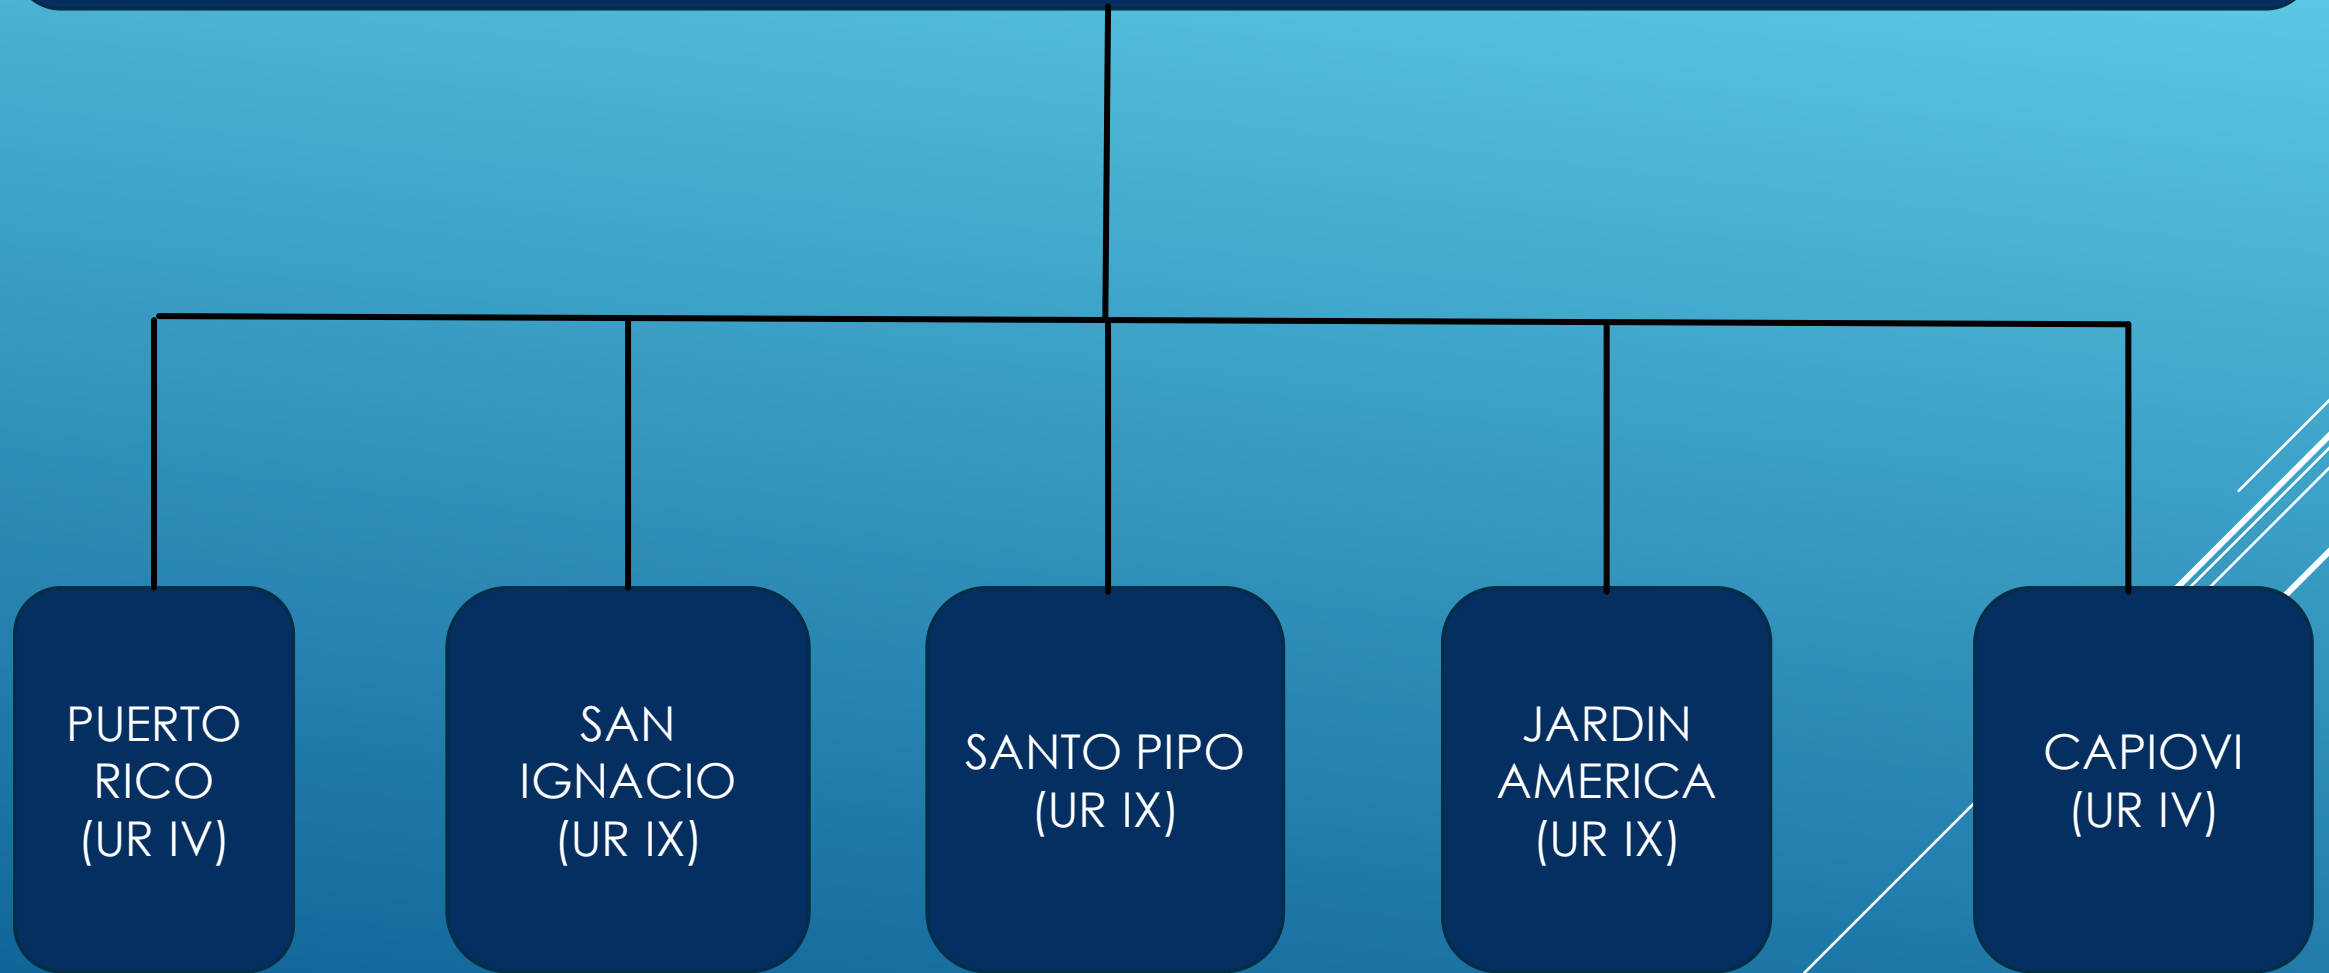 PUERTO
RICO
(UR IV)
SAN
IGNACIO
(UR IX)
SANTO PIPO
(UR IX)
JARDIN
AMERICA
(UR IX)
CAPIOVI
(UR IV)